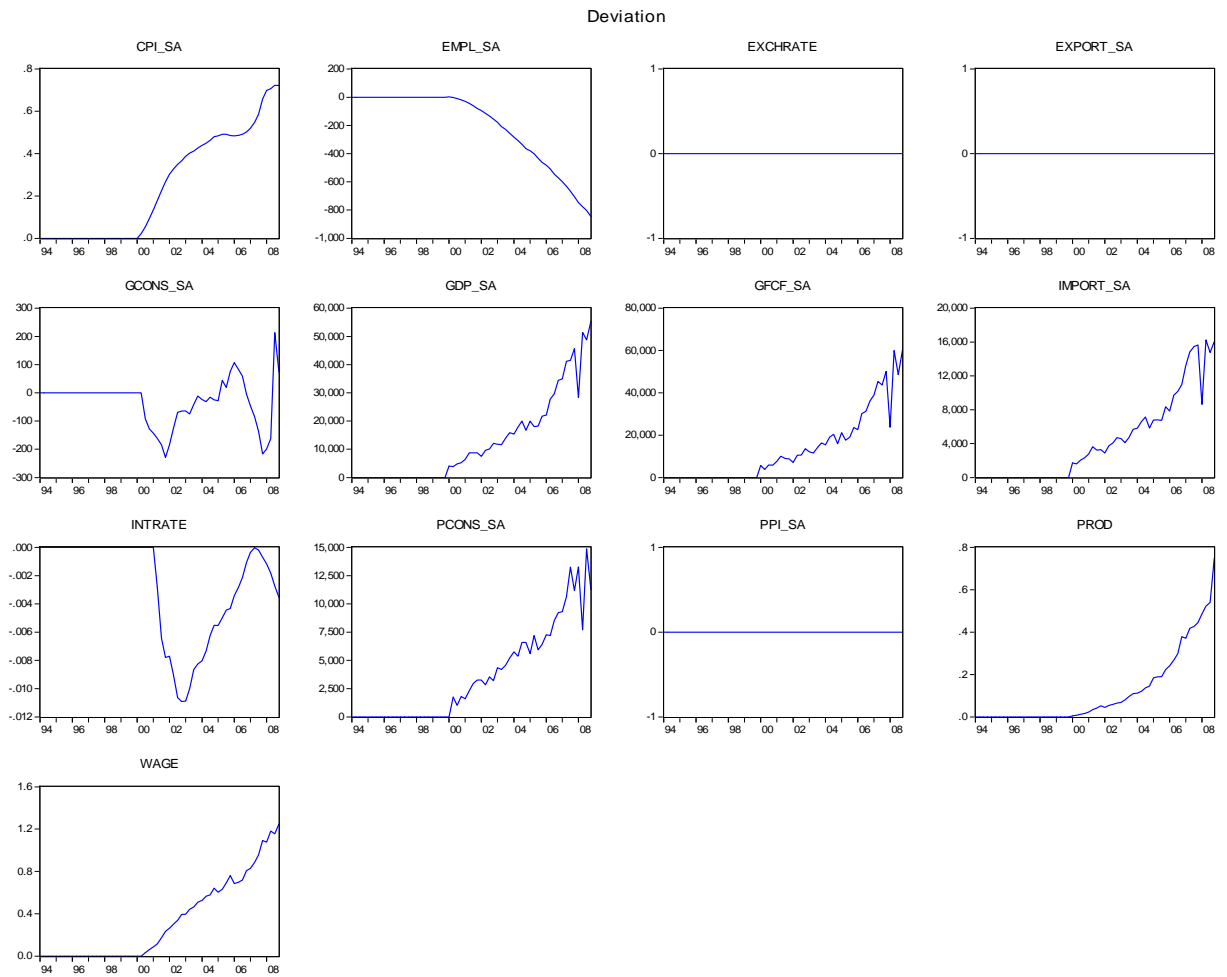 Deviation
CPI_SA
.8
.6
.4
.2
.0
94 96 98 00 02 04 06 08
EMPL_SA
200
0
-200
-400
-600
-800
-1,000
94 96 98 00 02 04 06 08
EXCHRATE
1
0
-1
94 96 98 00 02 04 06 08
EXPORT_SA
1
0
-1
94 96 98 00 02 04 06 08
GCONS_SA
300
200
100
0
-100
-200
-300
94 96 98 00 02 04 06 08
GDP_SA
60,000
50,000
40,000
30,000
20,000
10,000
0
94 96 98 00 02 04 06 08
GFCF_SA
80,000
60,000
40,000
20,000
0
94 96 98 00 02 04 06 08
IMPORT_SA
20,000
16,000
12,000
8,000
4,000
0
94 96 98 00 02 04 06 08
INTRATE
.000
-.002
-.004
-.006
-.008
-.010
-.012
94 96 98 00 02 04 06 08
PCONS_SA
15,000
12,500
10,000
7,500
5,000
2,500
0
94 96 98 00 02 04 06 08
PPI_SA
1
0
-1
94 96 98 00 02 04 06 08
PROD
.8
.6
.4
.2
.0
94 96 98 00 02 04 06 08
WAGE
1.6
1.2
0.8
0.4
0.0
94 96 98 00 02 04 06 08